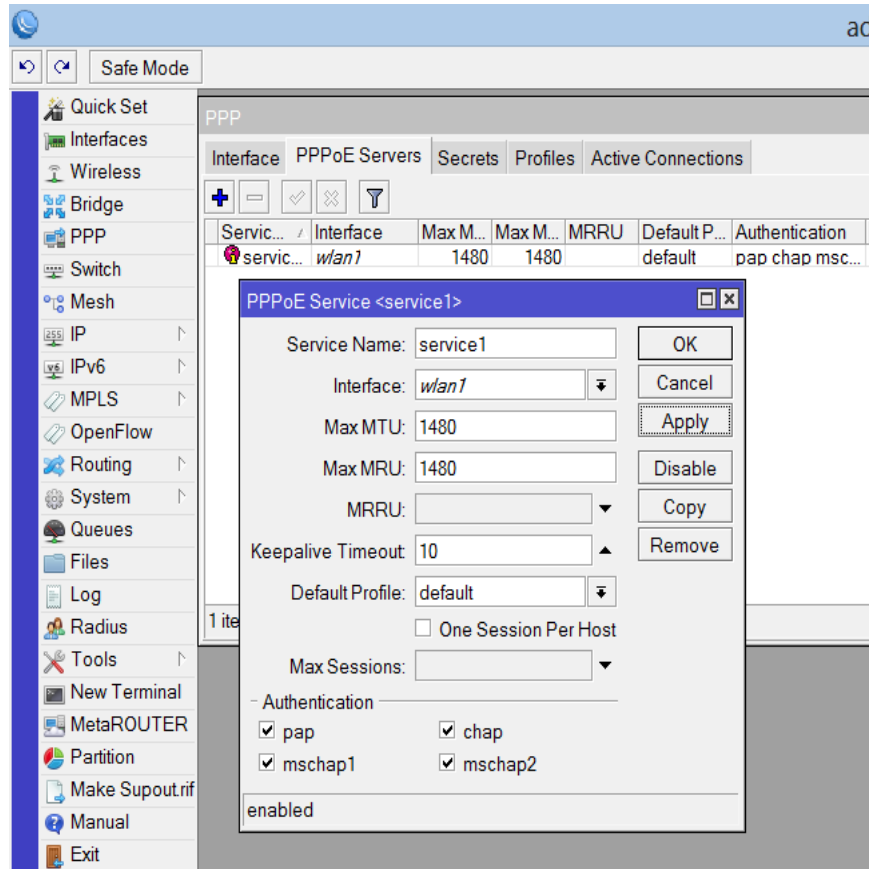 ad
Safe Mode
Quick Set
Interfaces
Wireless
Bridge
PPP
Switch
Mesh
IP
IPv6
MPLS
OpenFlow
Routing
System
Queues
Files
Log
Radius
Tools
New Terminal
MetaROUTER
Partition
Make Supout.rif
Manual
Exit
PPP
Interface PPPoE Servers Secrets Profiles Active Connections
Servic... Interface Max M... Max M... MRRU Default P... Authentication
servic... wlan1 1480 1480 default pap chap msc...
1 ite
PPPoE Service <service1>
Service Name: service1
Interface: wlan1
Max MTU: 1480
Max MRU: 1480
MRRU:
Keepalive Timeout: 10
Default Profile: default
One Session Per Host
Max Sessions:
Authentication
pap chap
mschap1 mschap2
enabled
OK
Cancel
Apply
Disable
Copy
Remove